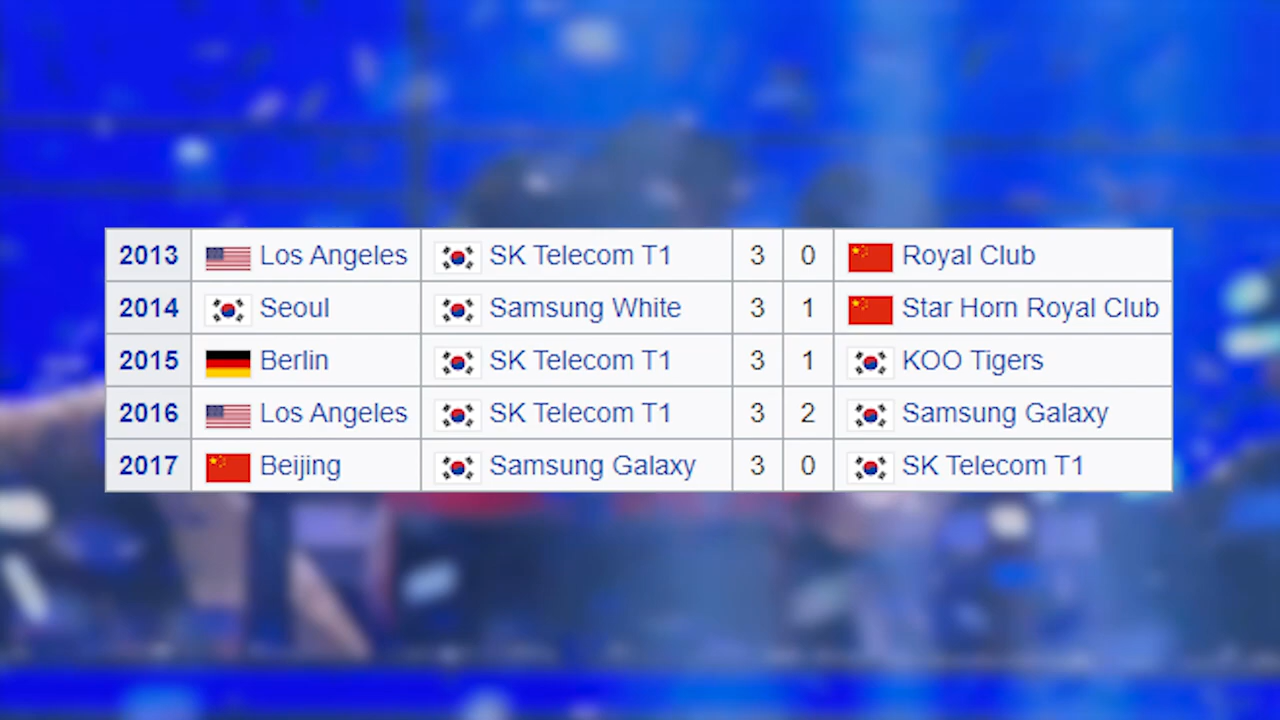 2013 Los Angeles SK Telecom T1 3 0 Royal Club
2014 Seoul Samsung White 3 1 Star Horn Royal Club
2015 Berlin SK Telecom T1 3 1 KOO Tigers
2016 Los Angeles SK Telecom T1 3 2 Samsung Galaxy
2017 Beijing Samsung Galaxy 3 0 SK Telecom T1